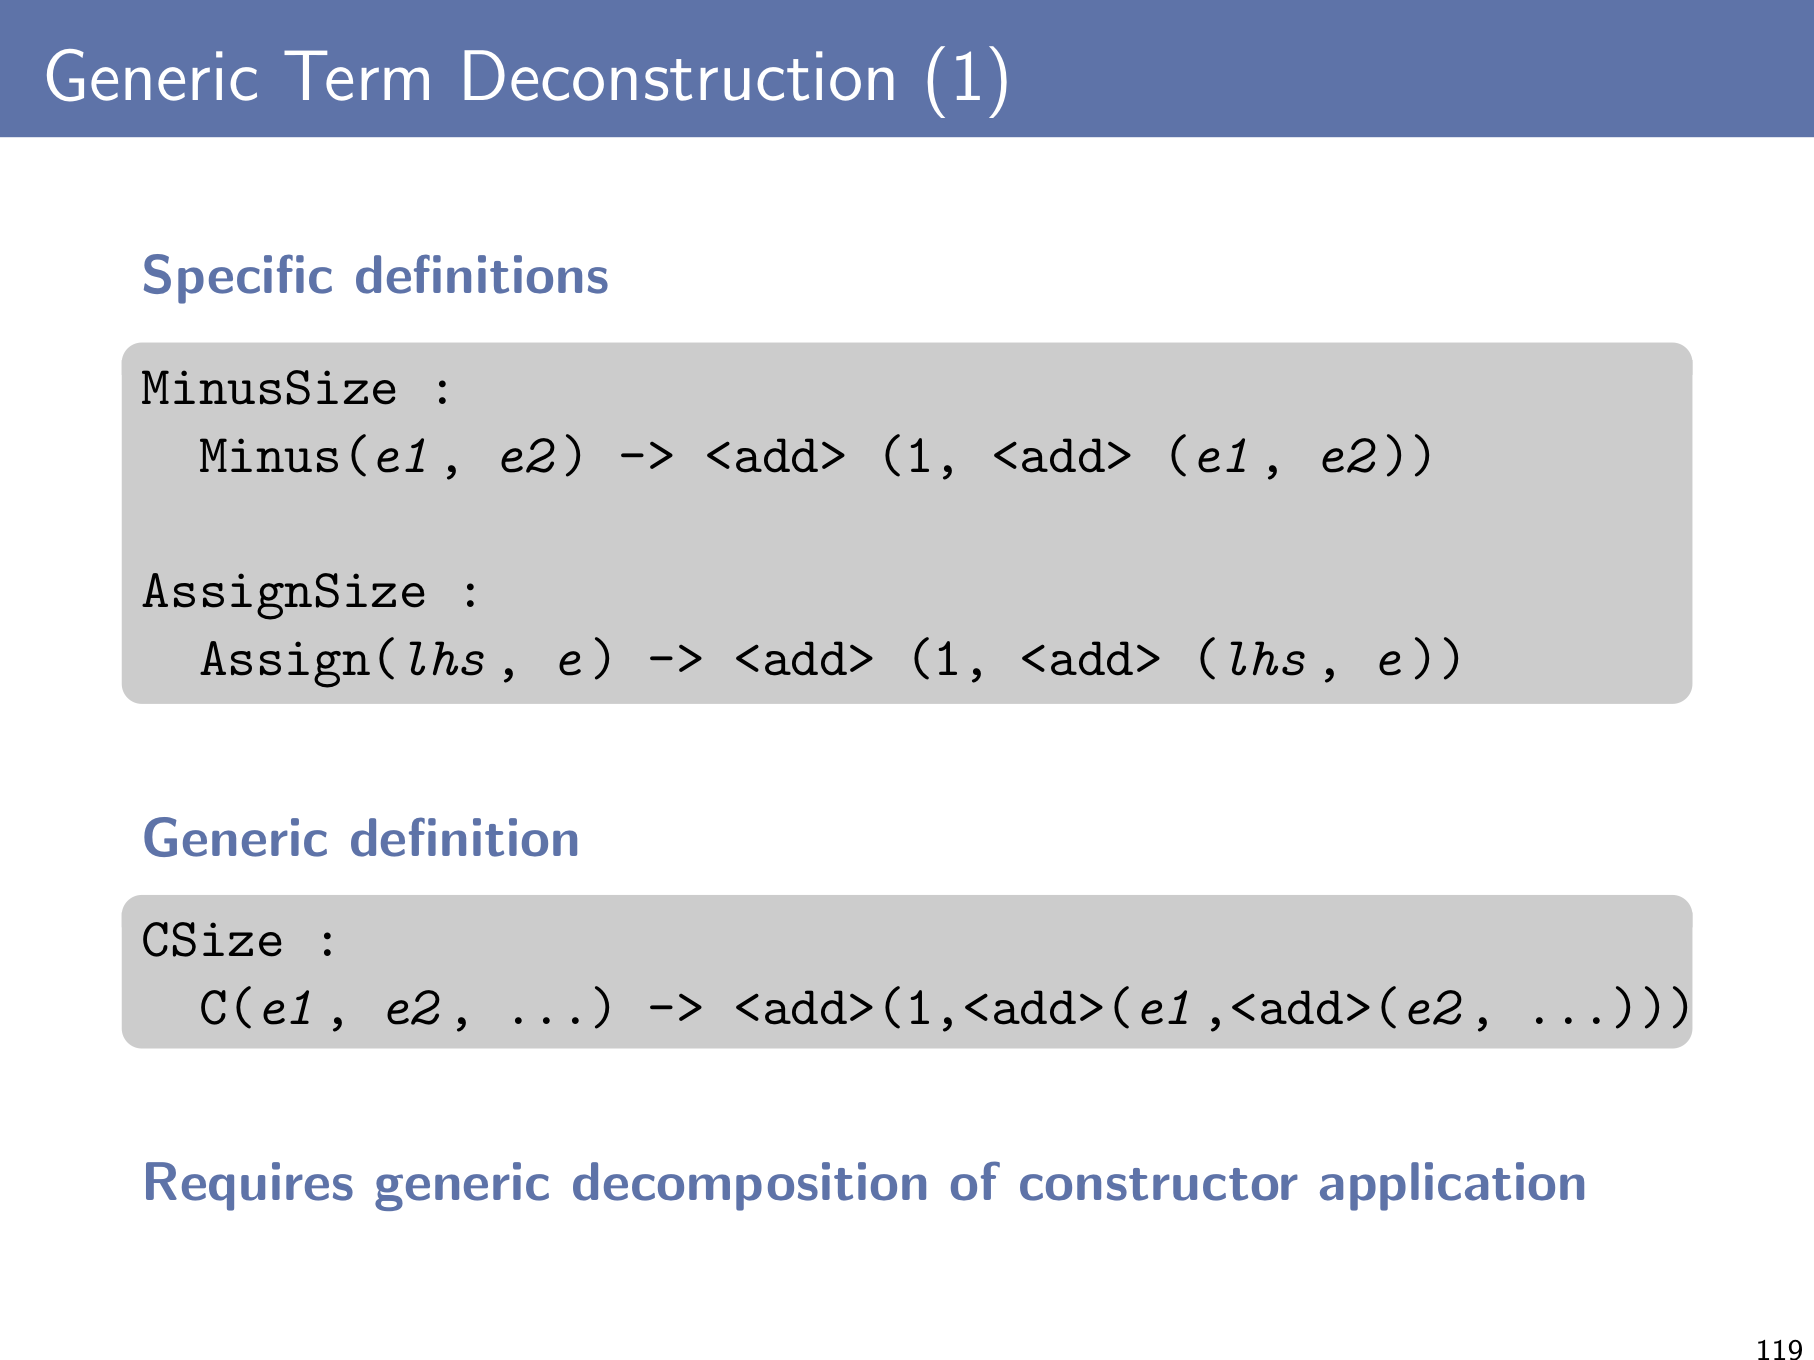 Generic Term Deconstruction (1)
Specific definitions
MinusSize :
  Minus(e1, e2) -> <add> (1, <add> (e1, e2))
AssignSize :
  Assign(lhs, e) -> <add> (1, <add> (lhs, e))
Generic definition
CSize :
  C(e1, e2, ...) -> <add>(1,<add>(e1,<add>(e2, ...)))
Requires generic decomposition of constructor application
119